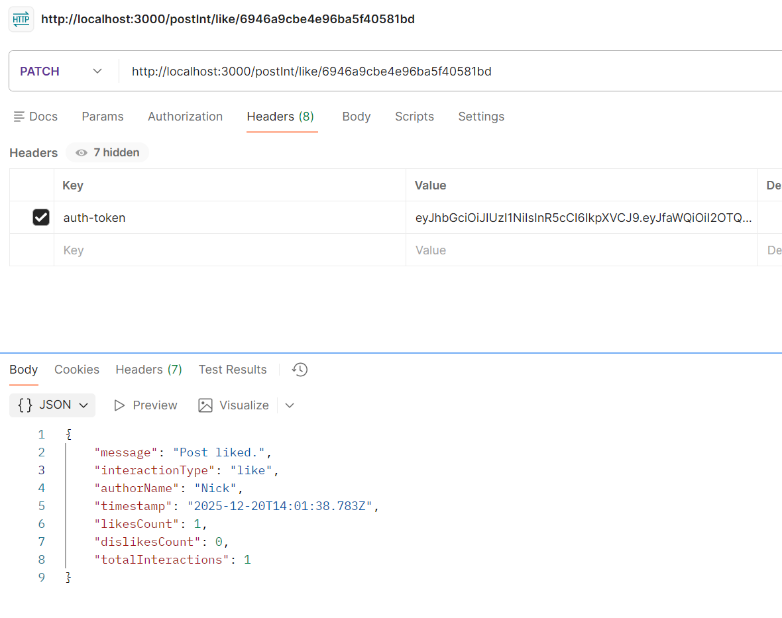 HTTP http://localhost:3000/postInt/like/6946a9cbe4e96ba5f40581bd
PATCH http://localhost:3000/postInt/like/6946a9cbe4e96ba5f40581bd
Docs Params Authorization Headers (8) Body Scripts Settings
Headers 7 hidden
Key Value De
auth-token eyJhbGciOiJIUzI1NiIsInR5cCI6IkpXVCJ9.eyJfaWQiOiI2OTQ...
Key Value De
Body Cookies Headers (7) Test Results
{} JSON Preview Visualize
1 {
2 "message": "Post liked.",
3 "interactionType": "like",
4 "authorName": "Nick",
5 "timestamp": "2025-12-20T14:01:38.783Z",
6 "likesCount": 1,
7 "dislikesCount": 0,
8 "totalInteractions": 1
9 }